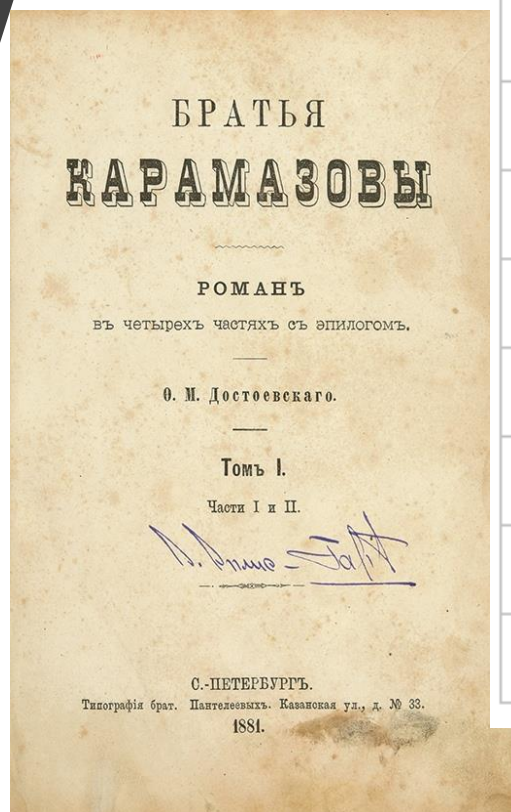 БРАТЬЯ
КАРАМАЗОВЫ
РОМАНЪ
въ четырехъ частяхъ съ эпилогомъ.
Ѳ. М. Достоевскаго.
Томъ I.
Части I и II.
С.-ПЕТЕРБУРГЪ.
Типографія брат. Пантелеевыхъ. Казанская ул., д. № 33.
1881.